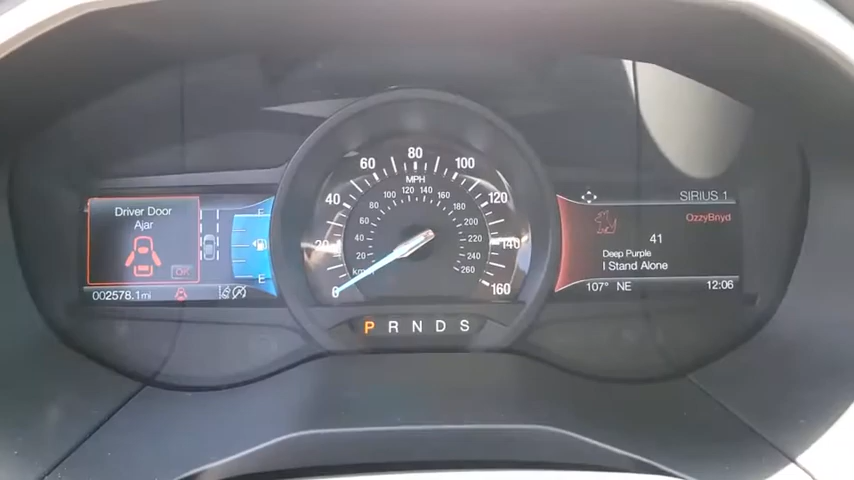 Driver Door
Ajar
OK
002578.1mi
F
E
0
20
40
60
80
100
120
140
160
MPH
20
40
60
80
100
120
140
160
180
200
220
240
260
P R N D S
SIRIUS 1
OzzyBnyd
41
Deep Purple
I Stand Alone
107° NE
12:06